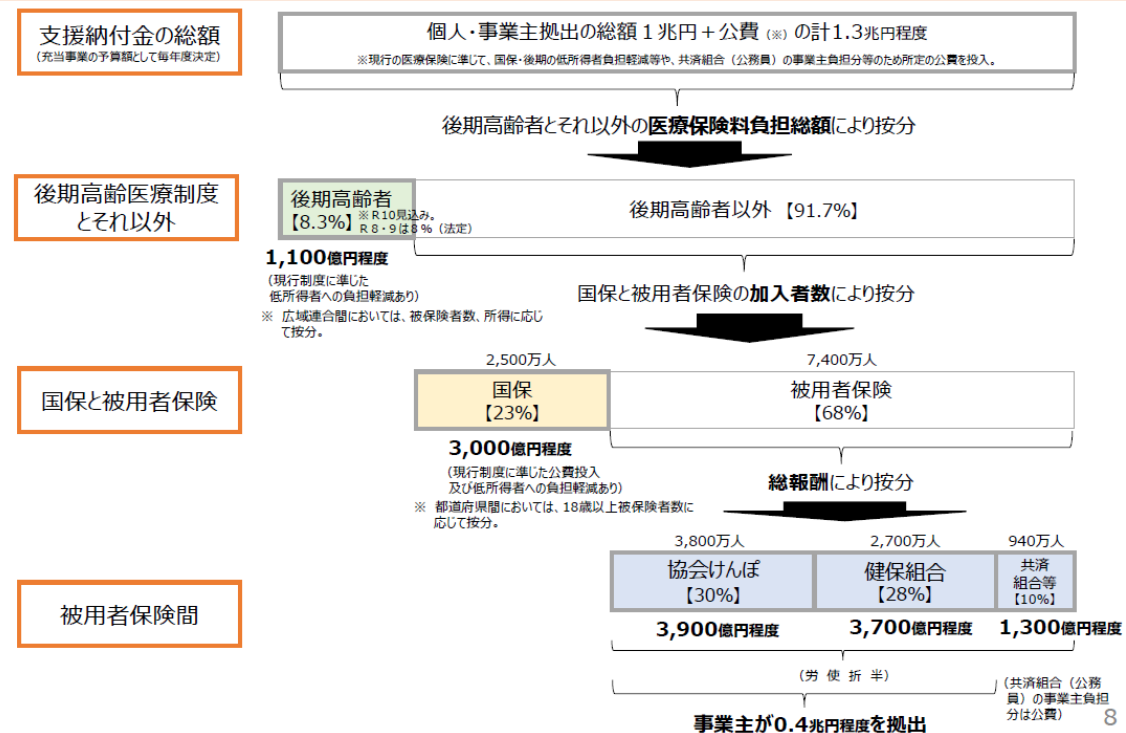 支援納付金の総額
(充当事業の予算額として毎年度決定)
個人・事業主拠出の総額1兆円+公費(※)の計1.3兆円程度
※現行の医療保険に準じて、国保・後期の低所得者負担軽減等や、共済組合(公務員)の事業主負担分等のため所定の公費を投入。
後期高齢者とそれ以外の医療保険料負担総額により按分
後期高齢医療制度
とそれ以外
後期高齢者
【8.3%】
※R10見込み。
R8・9は8%(法定)
後期高齢者以外【91.7%】
1,100億円程度
(現行制度に準じた
低所得者への負担軽減あり)
※ 広域連合間においては、被保険者数、所得に応じ
て按分。
国保と被用者保険の加入者数により按分
国保と被用者保険
2,500万人
7,400万人
国保
【23%】
被用者保険
【68%】
3,000億円程度
(現行制度に準じた公費投入
及び低所得者への負担軽減あり)
※ 都道府県間においては、18歳以上被保険者数に
応じて按分。
総報酬により按分
被用者保険間
3,800万人
2,700万人
940万人
協会けんぽ
【30%】
健保組合
【28%】
共済
組合等
【10%】
3,900億円程度
3,700億円程度
1,300億円程度
(労使折半)
事業主が0.4兆円程度を拠出
(共済組合(公務
員)の事業主負担
分は公費)
8